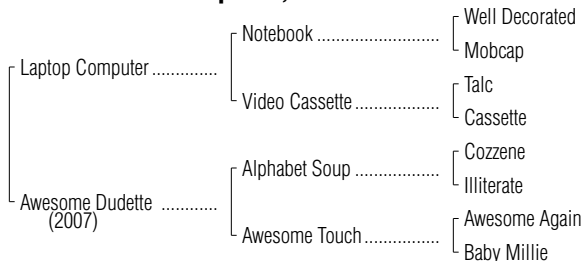 Well Decorated
Notebook
Mobcap
Laptop Computer
Talc
Video Cassette
Cassette
Cozzene
Alphabet Soup
Illiterate
Awesome Dudette
(2007)
Awesome Again
Awesome Touch
Baby Millie